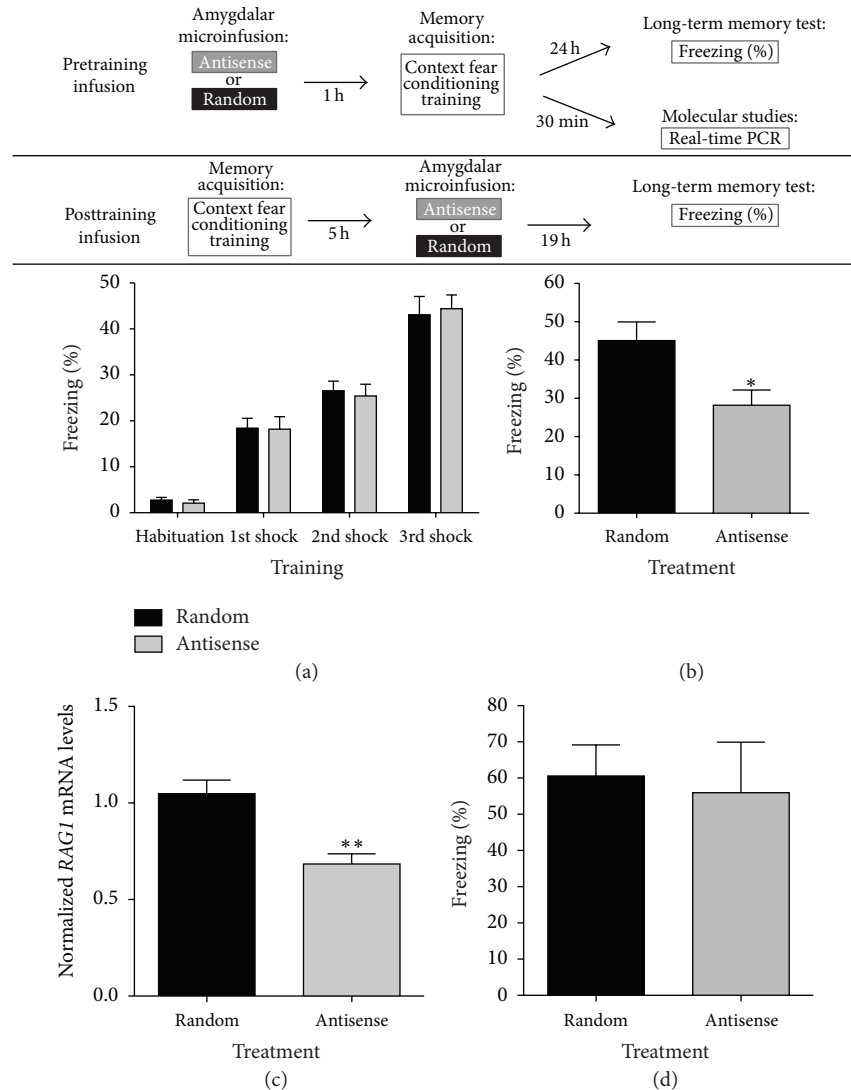 Pretraining
infusion
Amygdalar
microinfusion:
Antisense
or
Random
1 h
Memory
acquisition:
Context fear
conditioning
training
24 h
30 min
Long-term memory test:
Freezing (%)
Molecular studies:
Real-time PCR
Posttraining
infusion
Memory
acquisition:
Context fear
conditioning
training
5 h
Amygdalar
microinfusion:
Antisense
or
Random
19 h
Long-term memory test:
Freezing (%)
Freezing (%)
50
40
30
20
10
0
Habituation 1st shock 2nd shock 3rd shock
Training
Random
Antisense
(a)
Freezing (%)
60
50
40
30
20
10
0
*
Random Antisense
Treatment
(b)
Normalized RAG1 mRNA levels
1.5
1.0
0.5
0.0
**
Random Antisense
Treatment
(c)
Freezing (%)
80
70
60
50
40
30
20
10
0
Random Antisense
Treatment
(d)